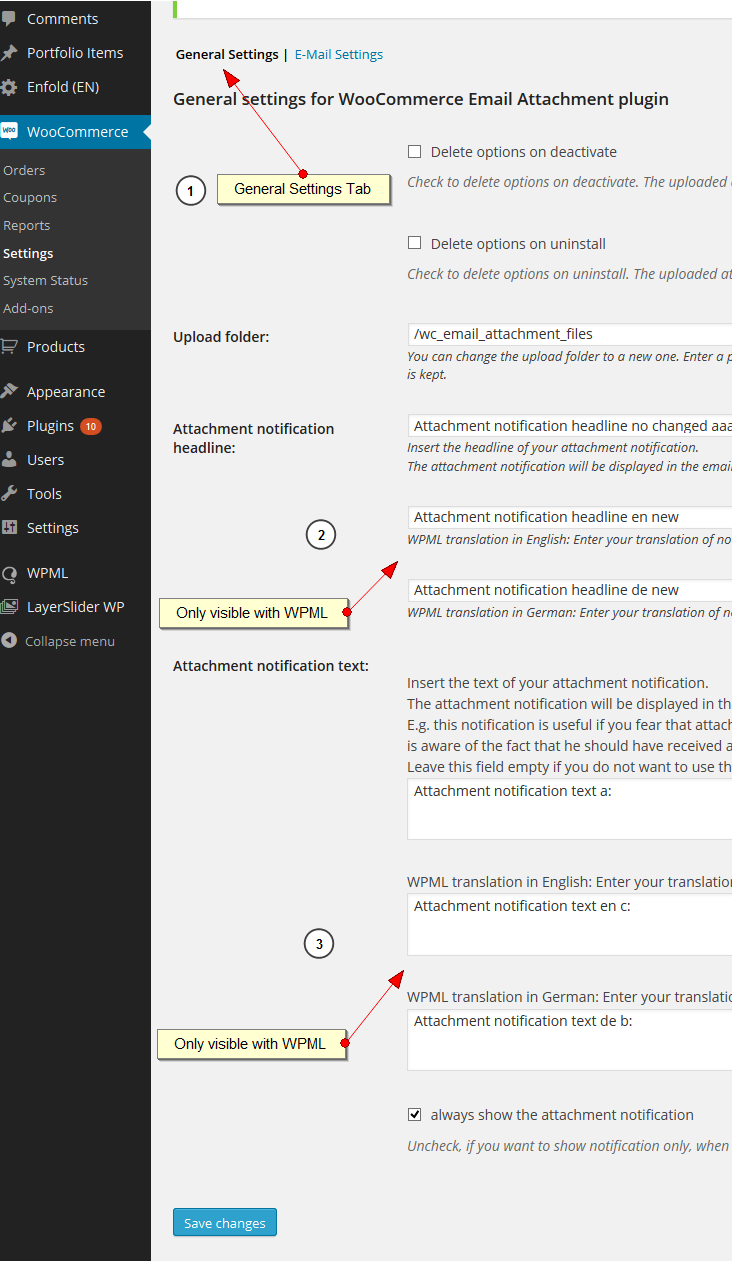 Comments
Portfolio Items
Enfold (EN)
WooCommerce
Orders
Coupons
Reports
Settings
System Status
Add-ons
Products
Appearance
Plugins 10
Users
Tools
Settings
WPML
LayerSlider WP
Collapse menu
General Settings | E-Mail Settings
General settings for WooCommerce Email Attachment plugin
Delete options on deactivate
Check to delete options on deactivate. The uploaded
1
General Settings Tab
Delete options on uninstall
Check to delete options on uninstall. The uploaded at
Upload folder:
/wc_email_attachment_files
You can change the upload folder to a new one. Enter a p
is kept.
Attachment notification
headline:
Attachment notification headline no changed aaa
Insert the headline of your attachment notification.
The attachment notification will be displayed in the email
2
Attachment notification headline en new
WPML translation in English: Enter your translation of no
Attachment notification headline de new
WPML translation in German: Enter your translation of n
Only visible with WPML
Attachment notification text:
Insert the text of your attachment notification.
The attachment notification will be displayed in th
E.g. this notification is useful if you fear that attach
is aware of the fact that he should have received a
Leave this field empty if you do not want to use th
Attachment notification text a:
WPML translation in English: Enter your translation
Attachment notification text en c:
3
WPML translation in German: Enter your translatio
Attachment notification text de b:
Only visible with WPML
always show the attachment notification
Uncheck, if you want to show notification only, when
Save changes